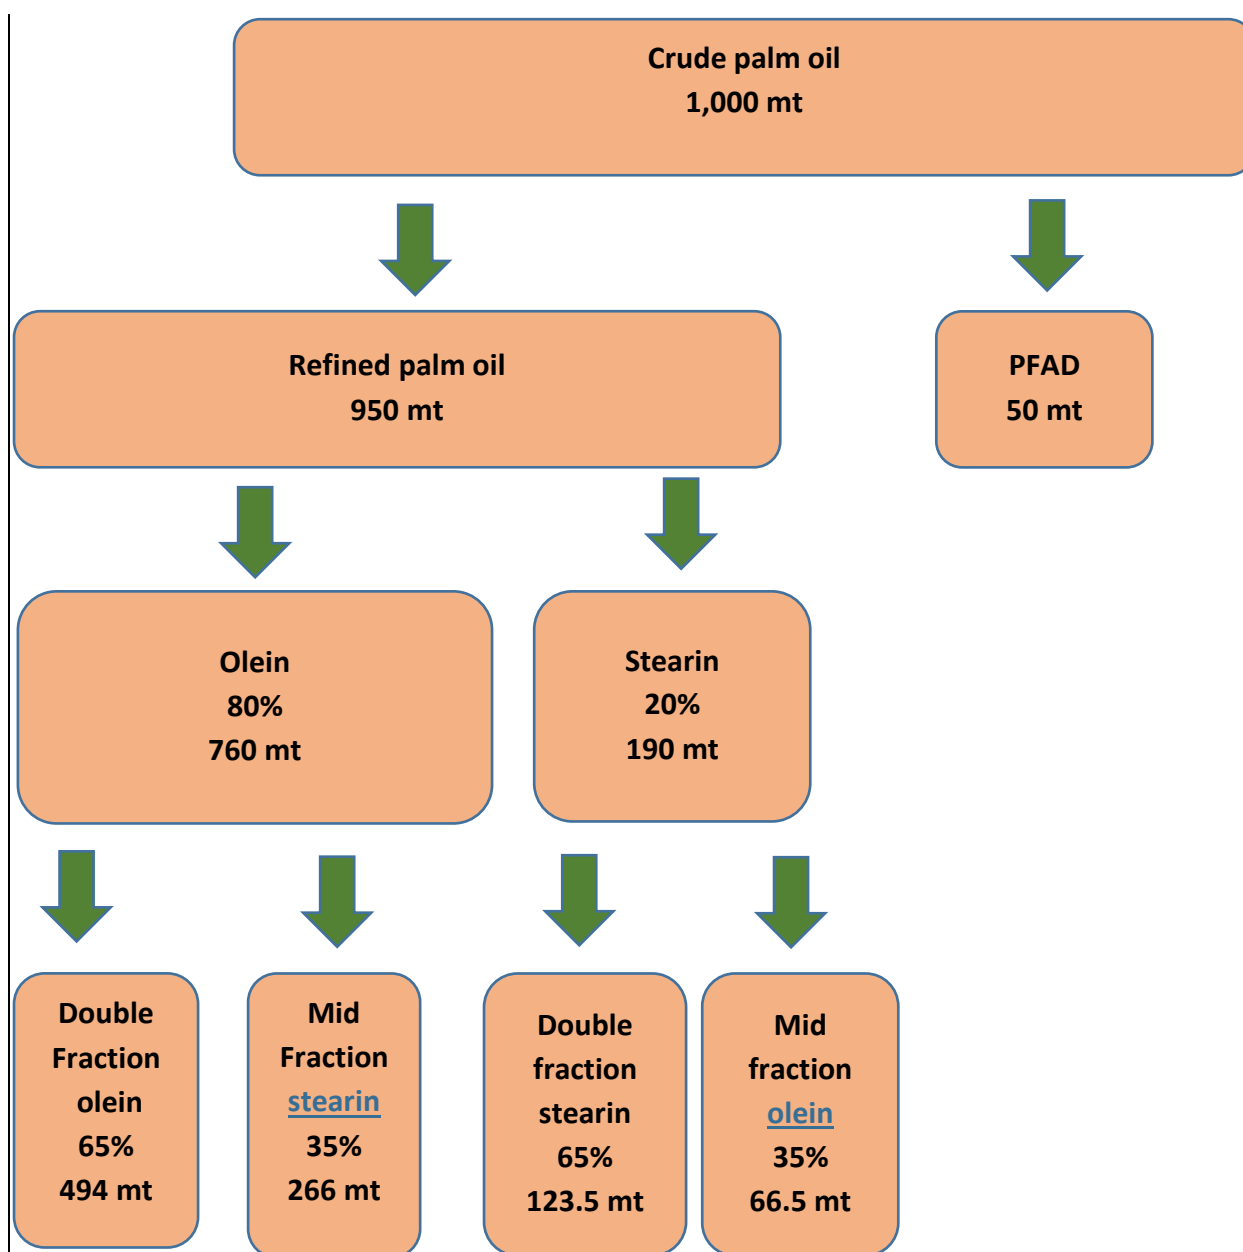 Crude palm oil
1,000 mt
Refined palm oil
950 mt
PFAD
50 mt
Olein
80%
760 mt
Stearin
20%
190 mt
Double
Fraction
olein
65%
494 mt
Mid
Fraction
stearin
35%
266 mt
Double
fraction
stearin
65%
123.5 mt
Mid
fraction
olein
35%
66.5 mt